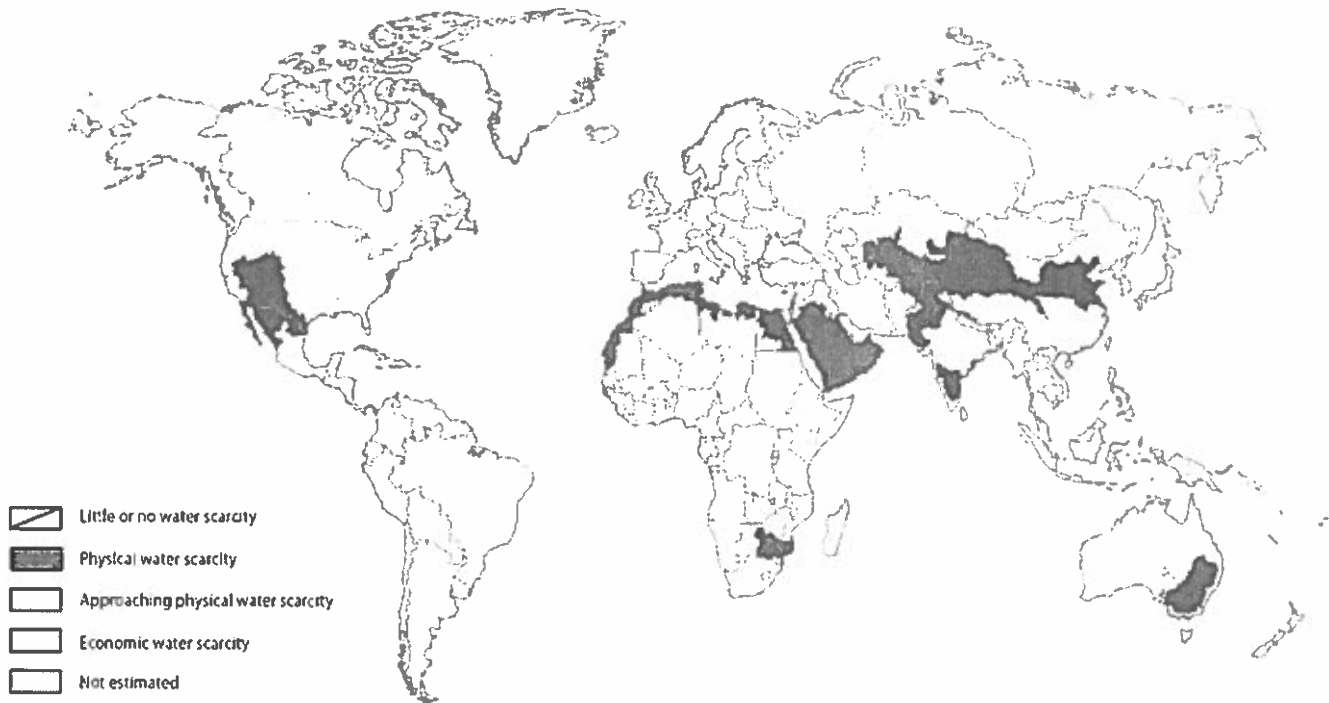 Little or no water scarcity
Physical water scarcity
Approaching physical water scarcity
Economic water scarcity
Not estimated